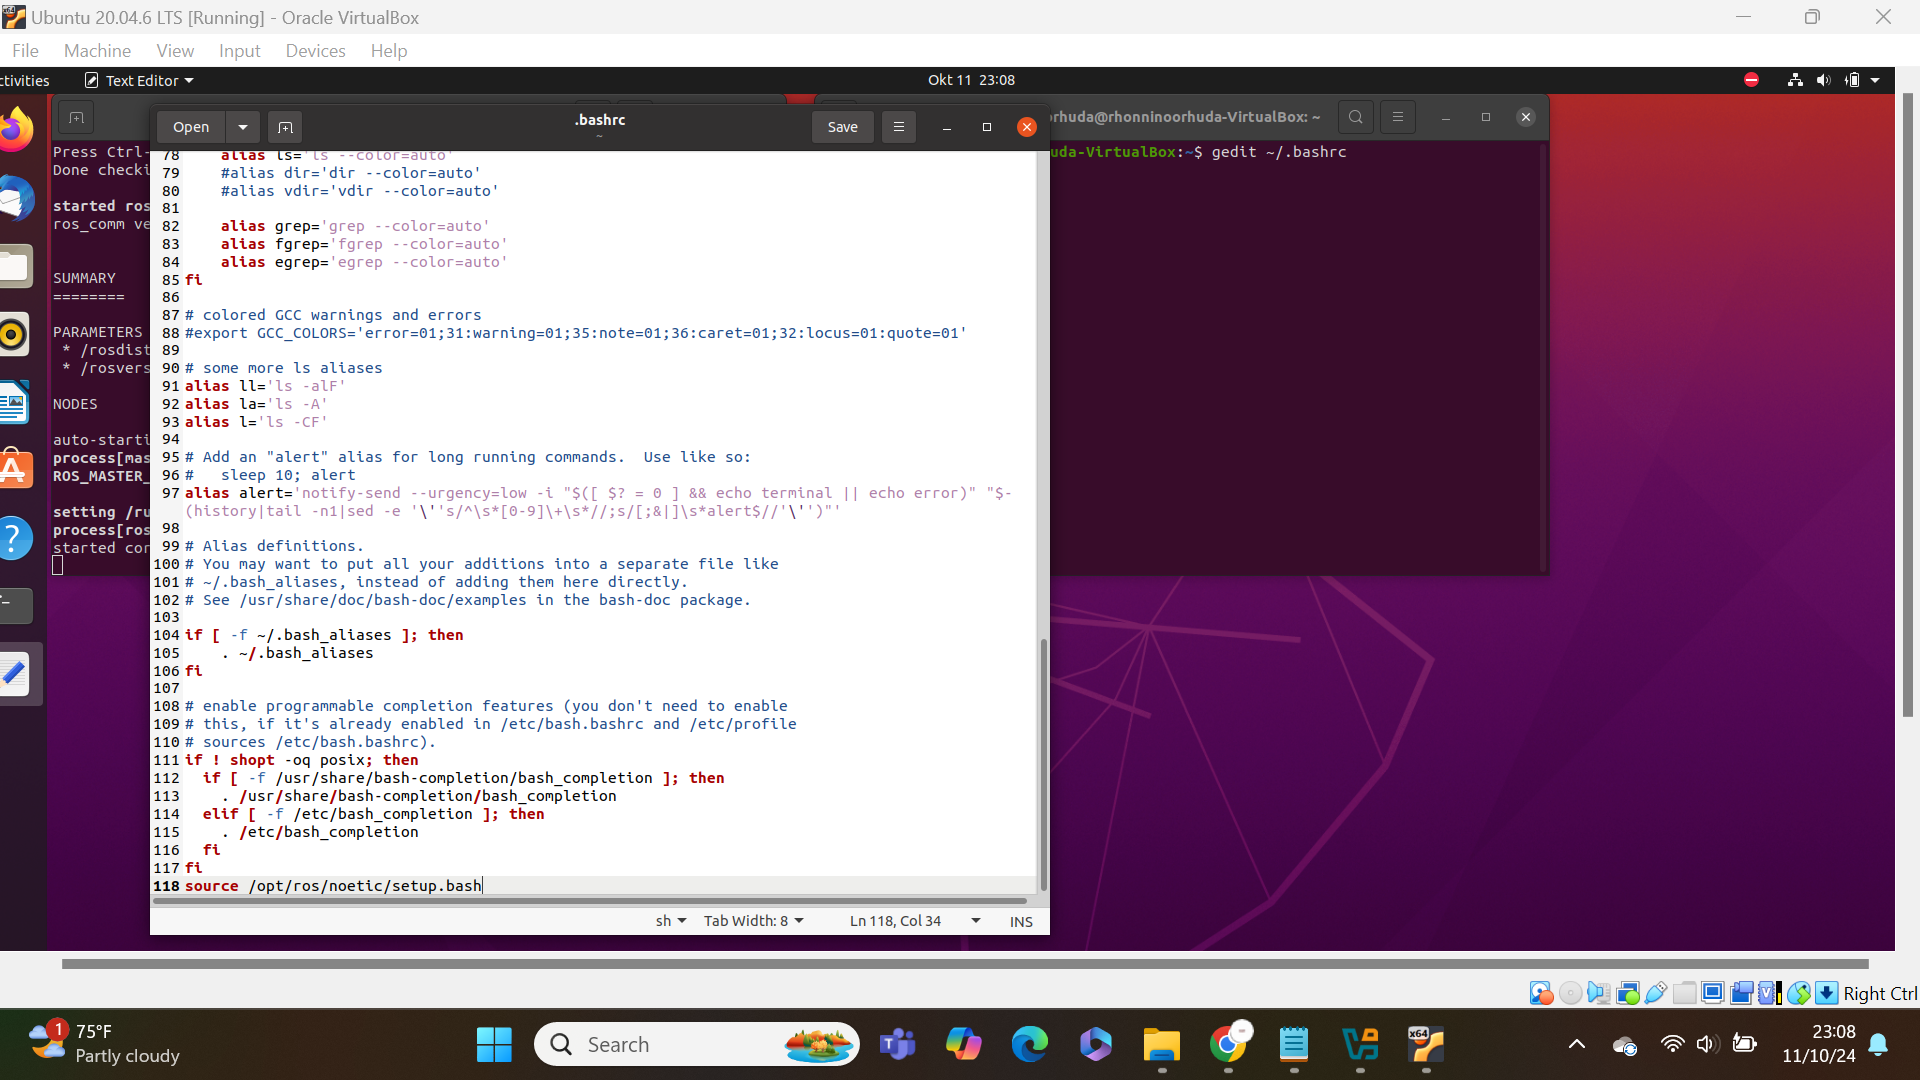 Ubuntu 20.04.6 LTS [Running] - Oracle VirtualBox
File Machine View Input Devices Help
ctivities Text Editor Okt 11 23:08
Open .bashrc Save
~
rhuda@rhonninoorhuda-VirtualBox: ~
uda-VirtualBox:~$ gedit ~/.bashrc
Press Ctrl-
Done checki
started ros
ros_comm ve
SUMMARY
========
PARAMETERS
* /rosdist
* /rosvers
NODES
auto-starti
process[mas
ROS_MASTER_
setting /ru
process[ros
started cor
78 alias ls='ls --color=auto'
79 #alias dir='dir --color=auto'
80 #alias vdir='vdir --color=auto'
81
82 alias grep='grep --color=auto'
83 alias fgrep='fgrep --color=auto'
84 alias egrep='egrep --color=auto'
85 fi
86
87 # colored GCC warnings and errors
88 #export GCC_COLORS='error=01;31:warning=01;35:note=01;36:caret=01;32:locus=01:quote=01'
89
90 # some more ls aliases
91 alias ll='ls -alF'
92 alias la='ls -A'
93 alias l='ls -CF'
94
95 # Add an "alert" alias for long running commands.  Use like so:
96 #   sleep 10; alert
97 alias alert='notify-send --urgency=low -i "$([ $? = 0 ] && echo terminal || echo error)" "$-
(history|tail -n1|sed -e '\''s/^\s*[0-9]\+\s*//;s/[;&|]\s*alert$//'\'')"'
98
99 # Alias definitions.
100 # You may want to put all your additions into a separate file like
101 # ~/.bash_aliases, instead of adding them here directly.
102 # See /usr/share/doc/bash-doc/examples in the bash-doc package.
103
104 if [ -f ~/.bash_aliases ]; then
105 . ~/.bash_aliases
106 fi
107
108 # enable programmable completion features (you don't need to enable
109 # this, if it's already enabled in /etc/bash.bashrc and /etc/profile
110 # sources /etc/bash.bashrc).
111 if ! shopt -oq posix; then
112 if [ -f /usr/share/bash-completion/bash_completion ]; then
113 . /usr/share/bash-completion/bash_completion
114 elif [ -f /etc/bash_completion ]; then
115 . /etc/bash_completion
116 fi
117 fi
118 source /opt/ros/noetic/setup.bash
sh Tab Width: 8 Ln 118, Col 34 INS
Right Ctrl
1 75°F
Partly cloudy
Search
x64
23:08
11/10/24